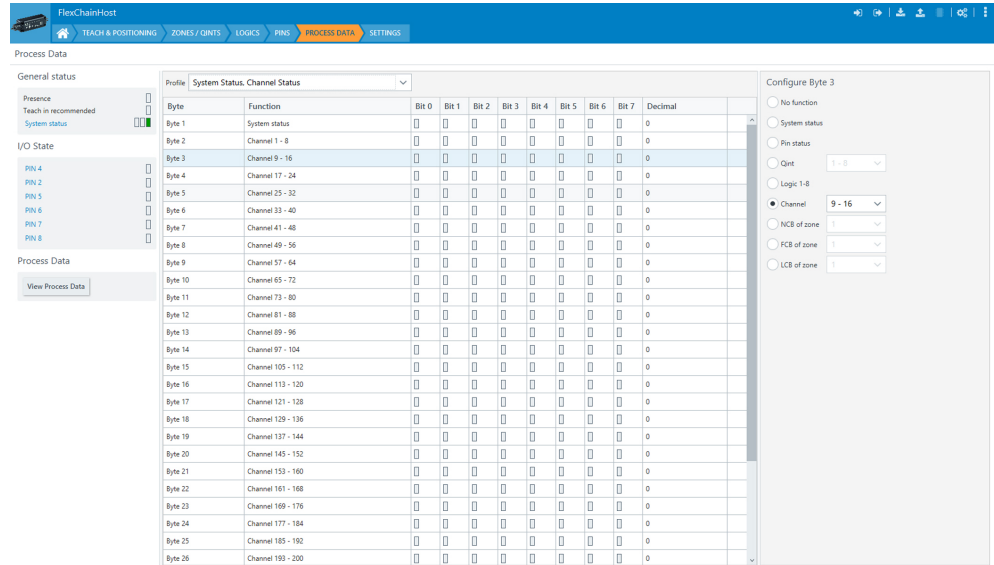 FlexChainHost
TEACH & POSITIONING ZONES / QINTS LOGICS PINS PROCESS DATA SETTINGS
Process Data
General status
Presence
Teach in recommended
System status
I/O State
PIN 4
PIN 2
PIN 5
PIN 6
PIN 7
PIN 8
Process Data
View Process Data
Profile System Status, Channel Status
Byte Function Bit 0 Bit 1 Bit 2 Bit 3 Bit 4 Bit 5 Bit 6 Bit 7 Decimal
Byte 1 System status 0
Byte 2 Channel 1 - 8 0
Byte 3 Channel 9 - 16 0
Byte 4 Channel 17 - 24 0
Byte 5 Channel 25 - 32 0
Byte 6 Channel 33 - 40 0
Byte 7 Channel 41 - 48 0
Byte 8 Channel 49 - 56 0
Byte 9 Channel 57 - 64 0
Byte 10 Channel 65 - 72 0
Byte 11 Channel 73 - 80 0
Byte 12 Channel 81 - 88 0
Byte 13 Channel 89 - 96 0
Byte 14 Channel 97 - 104 0
Byte 15 Channel 105 - 112 0
Byte 16 Channel 113 - 120 0
Byte 17 Channel 121 - 128 0
Byte 18 Channel 129 - 136 0
Byte 19 Channel 137 - 144 0
Byte 20 Channel 145 - 152 0
Byte 21 Channel 153 - 160 0
Byte 22 Channel 161 - 168 0
Byte 23 Channel 169 - 176 0
Byte 24 Channel 177 - 184 0
Byte 25 Channel 185 - 192 0
Byte 26 Channel 193 - 200 0
Configure Byte 3
No function
System status
Pin status
Qint 1 - 8
Logic 1-8
Channel 9 - 16
NCB of zone 1
FCB of zone 1
LCB of zone 1